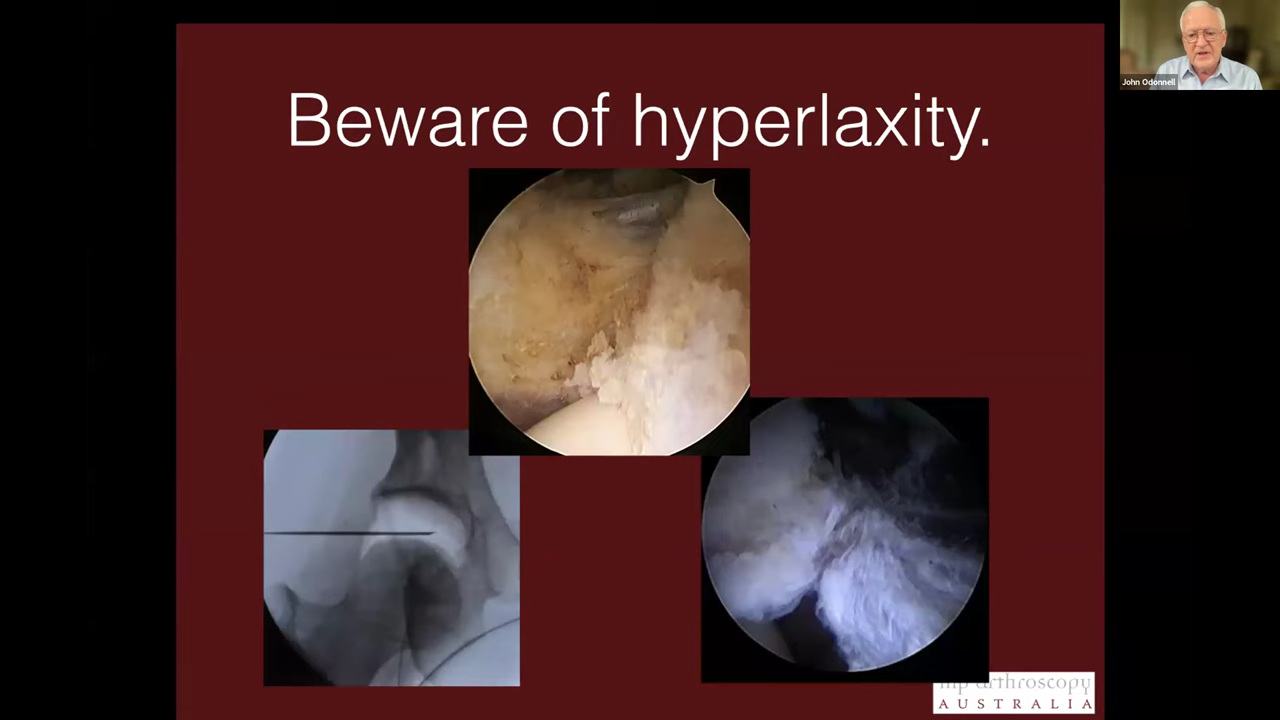 Beware of hyperlaxity.
John Odonnell
hip arthroscopy
AUSTRALIA